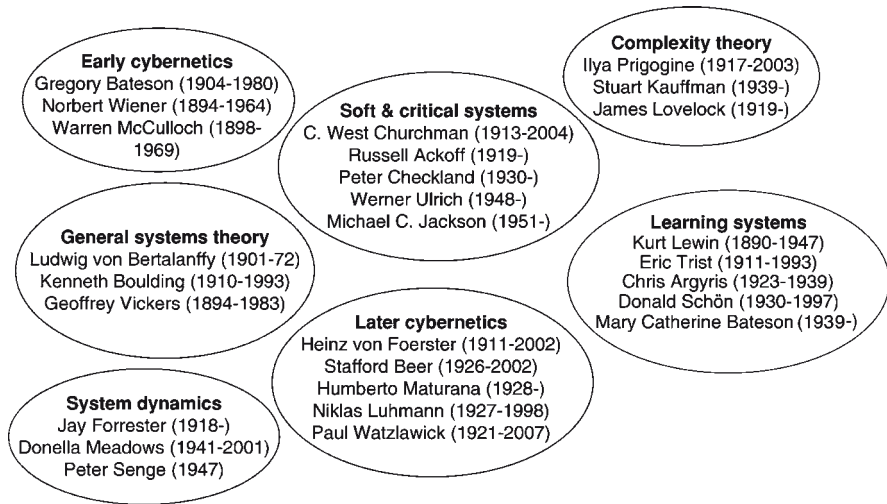 Early cybernetics
Gregory Bateson (1904-1980)
Norbert Wiener (1894-1964)
Warren McCulloch (1898-
1969)
Soft & critical systems
C. West Churchman (1913-2004)
Russell Ackoff (1919-)
Peter Checkland (1930-)
Werner Ulrich (1948-)
Michael C. Jackson (1951-)
Complexity theory
Ilya Prigogine (1917-2003)
Stuart Kauffman (1939-)
James Lovelock (1919-)
General systems theory
Ludwig von Bertalanffy (1901-72)
Kenneth Boulding (1910-1993)
Geoffrey Vickers (1894-1983)
Learning systems
Kurt Lewin (1890-1947)
Eric Trist (1911-1993)
Chris Argyris (1923-1939)
Donald Schön (1930-1997)
Mary Catherine Bateson (1939-)
Later cybernetics
Heinz von Foerster (1911-2002)
Stafford Beer (1926-2002)
Humberto Maturana (1928-)
Niklas Luhmann (1927-1998)
Paul Watzlawick (1921-2007)
System dynamics
Jay Forrester (1918-)
Donella Meadows (1941-2001)
Peter Senge (1947)